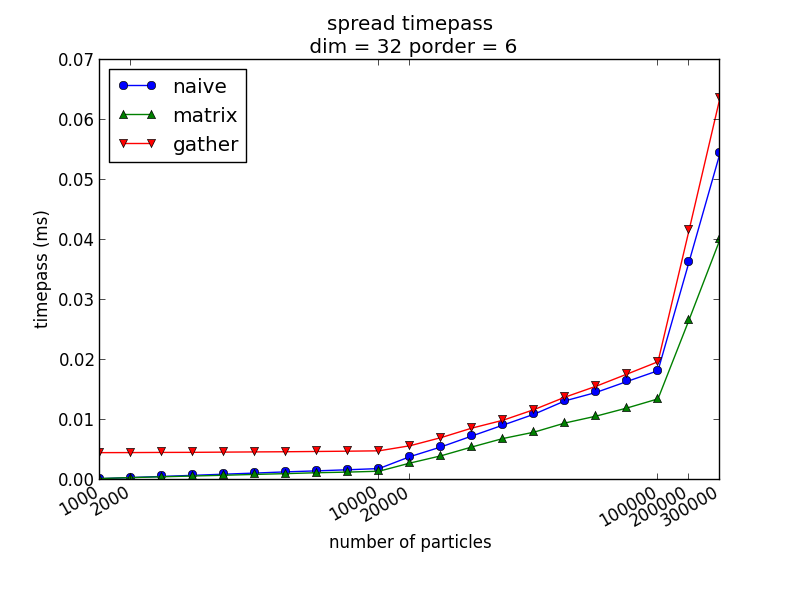 spread timepass
dim = 32 porder = 6
naive
matrix
gather
0.07
0.06
0.05
0.04
0.03
0.02
0.01
0.00
timepass (ms)
1000
2000
10000
20000
100000
200000
300000
number of particles